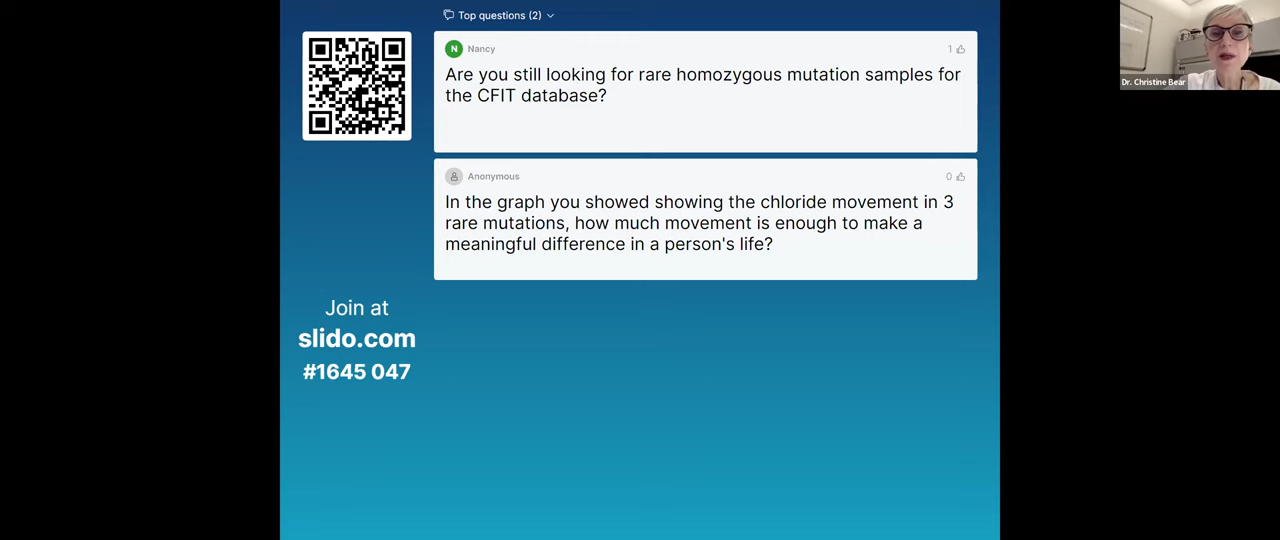 Top questions (2)
N Nancy
1
Are you still looking for rare homozygous mutation samples for
the CFIT database?
Anonymous
0
In the graph you showed showing the chloride movement in 3
rare mutations, how much movement is enough to make a
meaningful difference in a person's life?
Join at
slido.com
#1645 047
Dr. Christine Bear